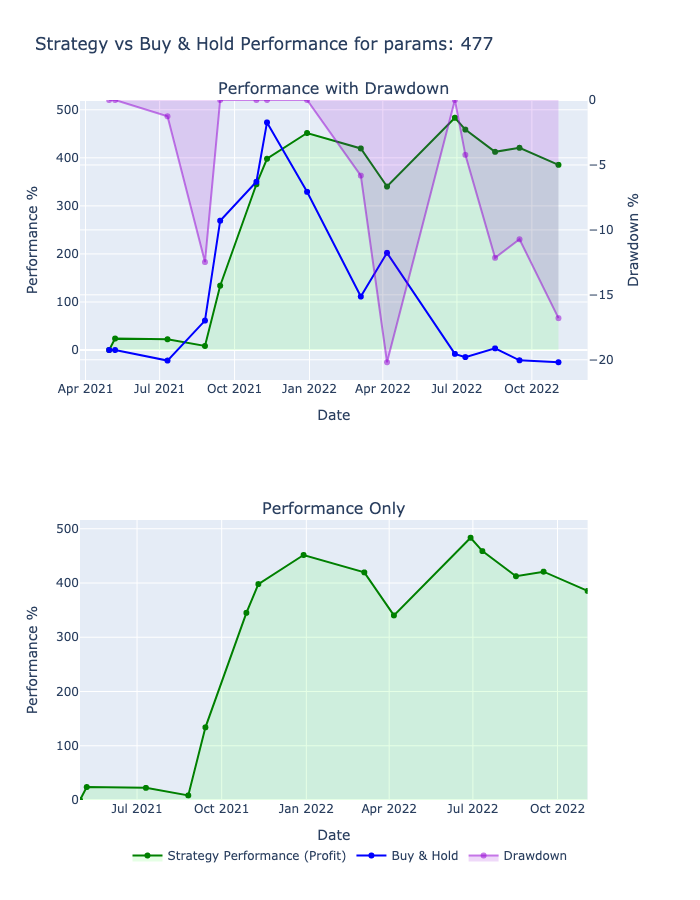 Strategy vs Buy & Hold Performance for params: 477
Performance with Drawdown
500
400
300
200
100
0
Performance %
0
−5
−10
−15
−20
Drawdown %
Apr 2021 Jul 2021 Oct 2021 Jan 2022 Apr 2022 Jul 2022 Oct 2022
Date
Performance Only
500
400
300
200
100
0
Performance %
Jul 2021 Oct 2021 Jan 2022 Apr 2022 Jul 2022 Oct 2022
Date
Strategy Performance (Profit) Buy & Hold Drawdown